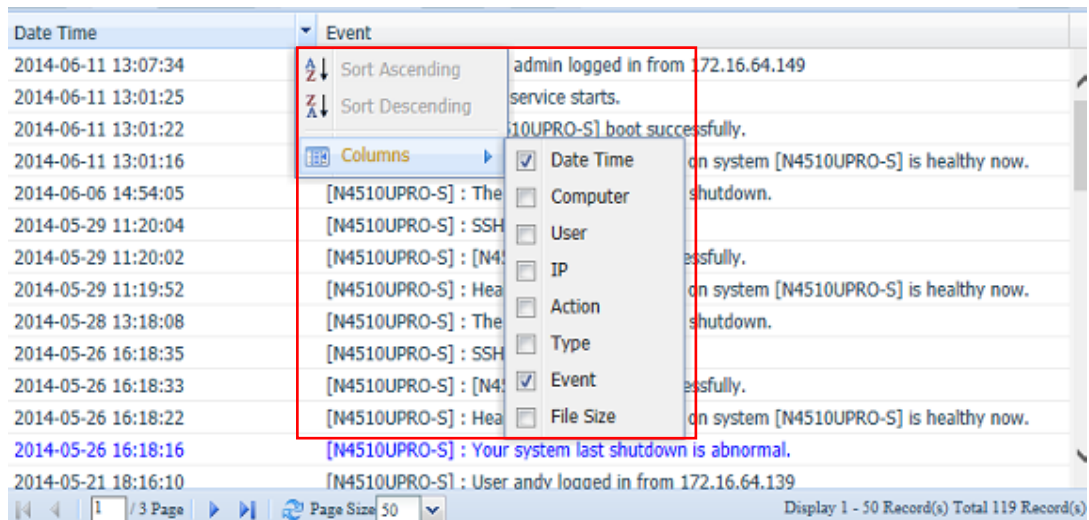 Date Time Event
2014-06-11 13:07:34 Sort Ascending admin logged in from 172.16.64.149
2014-06-11 13:01:25 Sort Descending service starts.
2014-06-11 13:01:22 10UPRO-S] boot successfully.
2014-06-11 13:01:16 Columns Date Time on system [N4510UPRO-S] is healthy now.
2014-06-06 14:54:05 [N4510UPRO-S] : The Computer shutdown.
2014-05-29 11:20:04 [N4510UPRO-S] : SSH User
2014-05-29 11:20:02 [N4510UPRO-S] : [N45 essfully.
2014-05-29 11:19:52 [N4510UPRO-S] : Hea IP on system [N4510UPRO-S] is healthy now.
2014-05-28 13:18:08 [N4510UPRO-S] : The Action shutdown.
2014-05-26 16:18:35 [N4510UPRO-S] : SSH Type
2014-05-26 16:18:33 [N4510UPRO-S] : [N45 Event essfully.
2014-05-26 16:18:22 [N4510UPRO-S] : Hea File Size on system [N4510UPRO-S] is healthy now.
2014-05-26 16:18:16 [N4510UPRO-S] : Your system last shutdown is abnormal.
2014-05-21 18:16:10 [N4510UPRO-S] : User andy logged in from 172.16.64.139
1 / 3 Page Page Size 50 Display 1 - 50 Record(s) Total 119 Record(s)